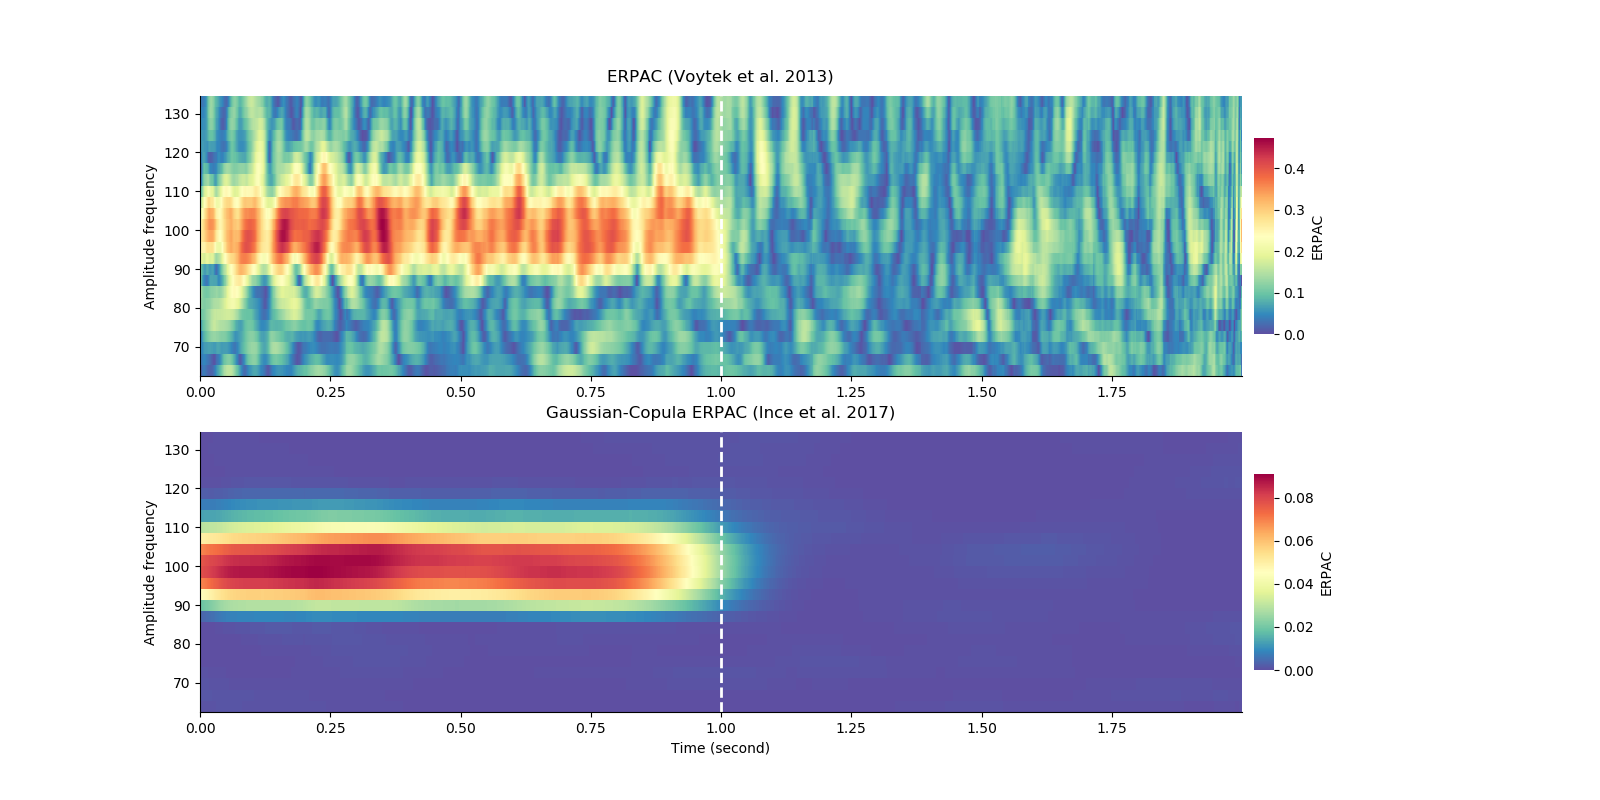 ERPAC (Voytek et al. 2013)
130
120
110
100
90
80
70
Amplitude frequency
0.00 0.25 0.50 0.75 1.00 1.25 1.50 1.75
0.4
0.3
0.2
0.1
0.0
ERPAC
Gaussian-Copula ERPAC (Ince et al. 2017)
130
120
110
100
90
80
70
Amplitude frequency
0.00 0.25 0.50 0.75 1.00 1.25 1.50 1.75
Time (second)
0.08
0.06
0.04
0.02
0.00
ERPAC